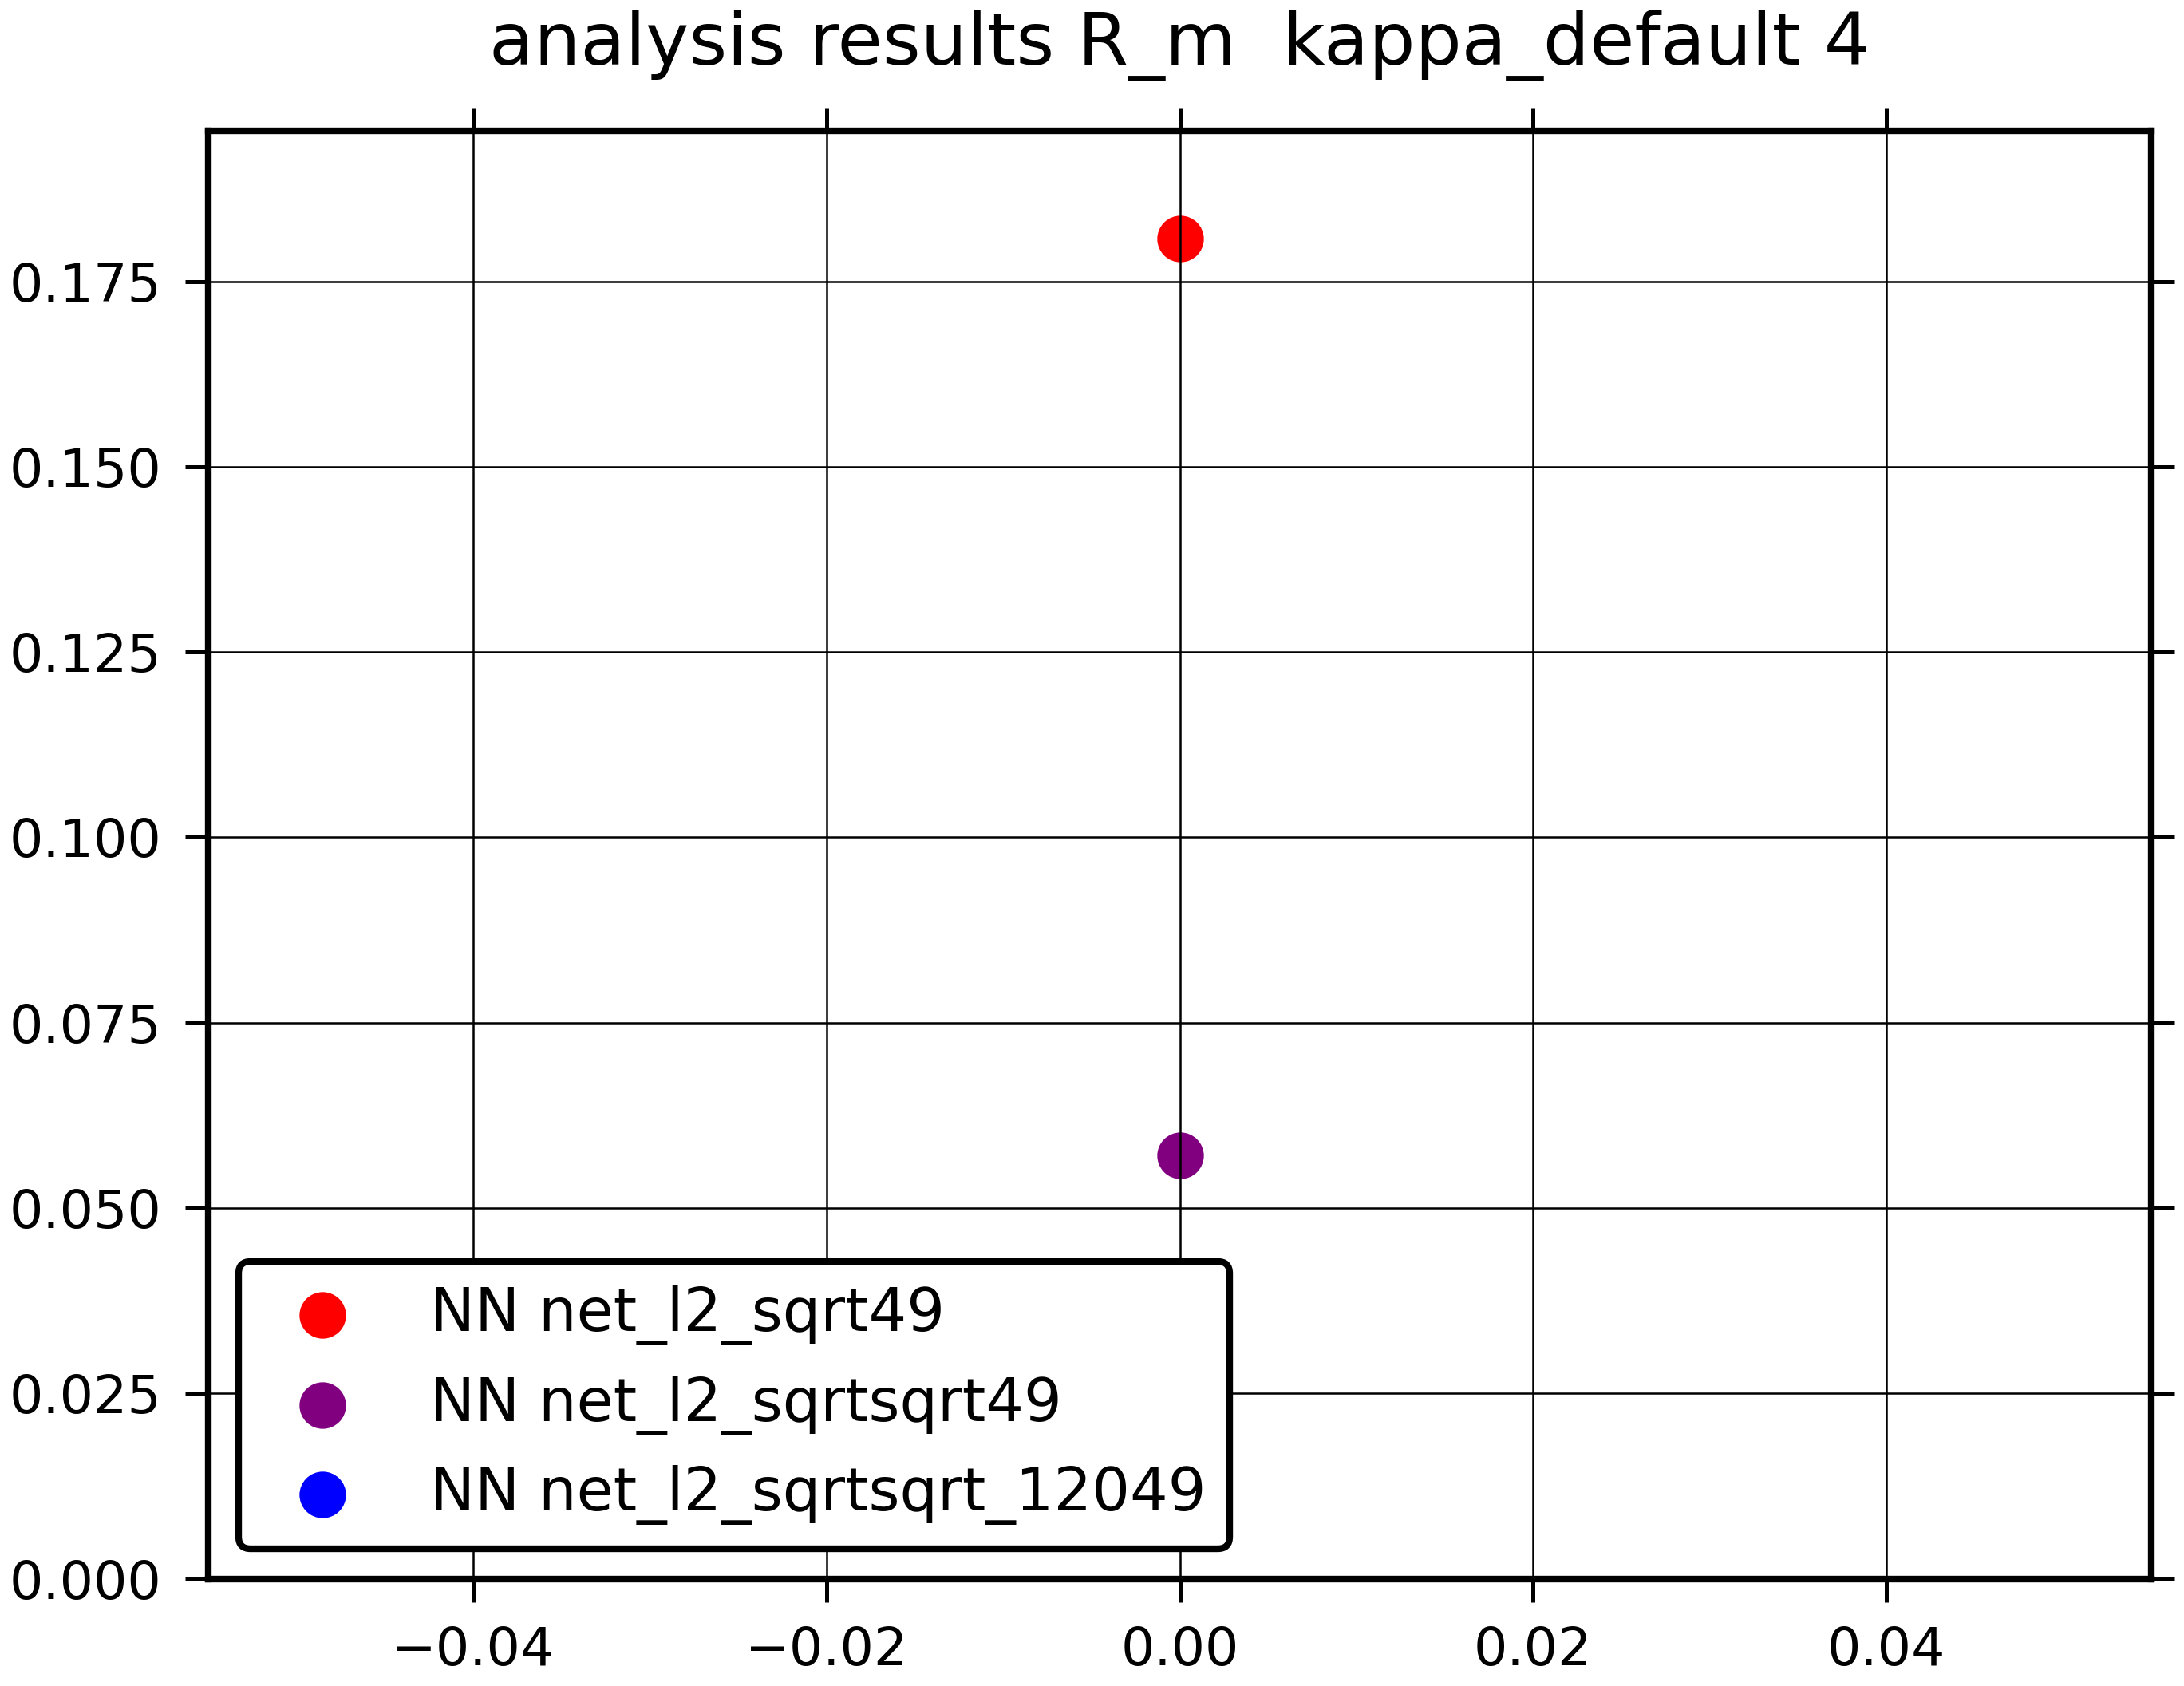 analysis results R_m  kappa_default 4
0.175
0.150
0.125
0.100
0.075
0.050
0.025
0.000
NN net_l2_sqrt49
NN net_l2_sqrtsqrt49
NN net_l2_sqrtsqrt_12049
−0.04 −0.02 0.00 0.02 0.04